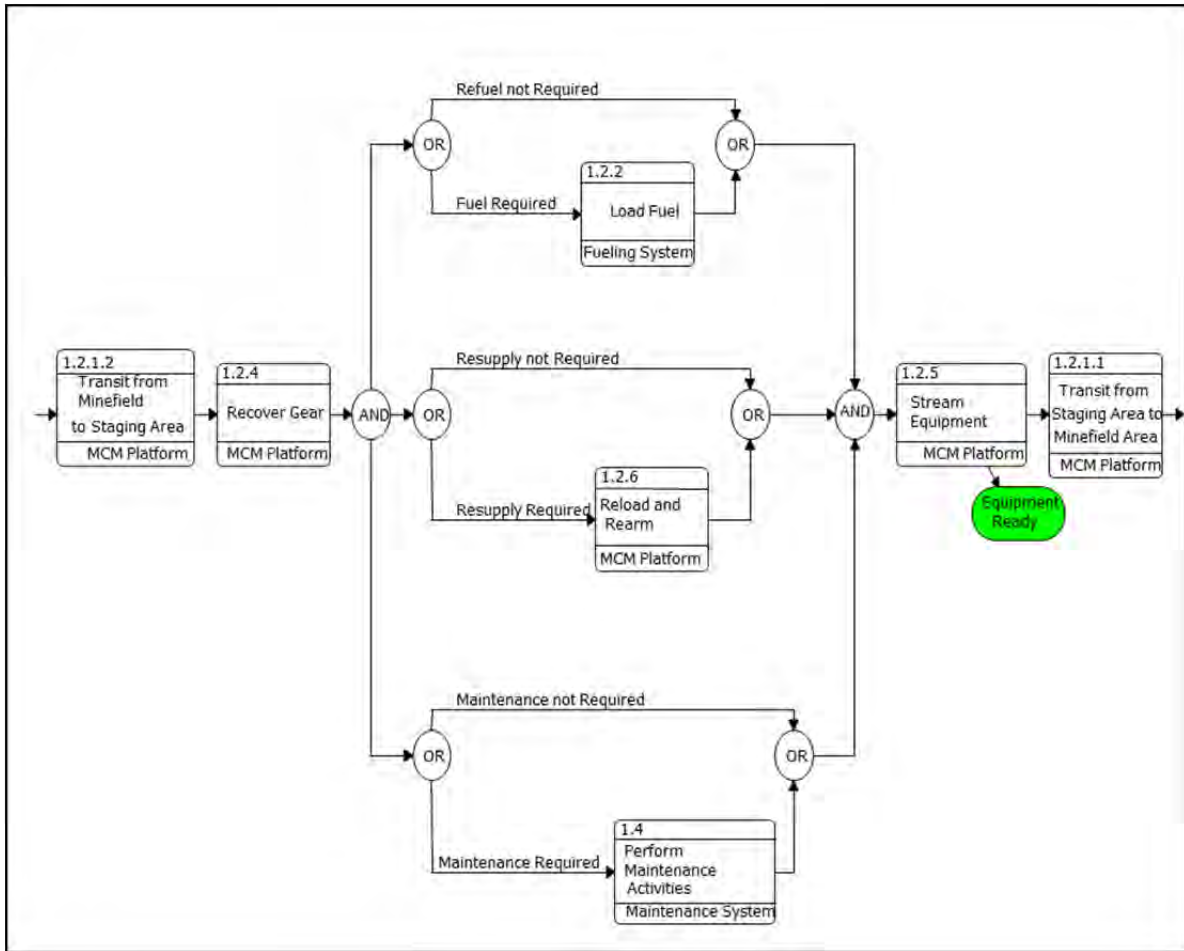 Refuel not Required
OR
OR
1.2.2
Load Fuel
Fuel Required
Fueling System
1.2.1.2
Transit from
Minefield
to Staging Area
MCM Platform
1.2.4
Recover Gear
MCM Platform
AND
Resupply not Required
OR
OR
1.2.6
Reload and
Rearm
Resupply Required
MCM Platform
AND
1.2.5
Stream
Equipment
MCM Platform
Equipment
Ready
1.2.1.1
Transit from
Staging Area to
Minefield Area
MCM Platform
Maintenance not Required
OR
OR
1.4
Perform
Maintenance
Activities
Maintenance Required
Maintenance System